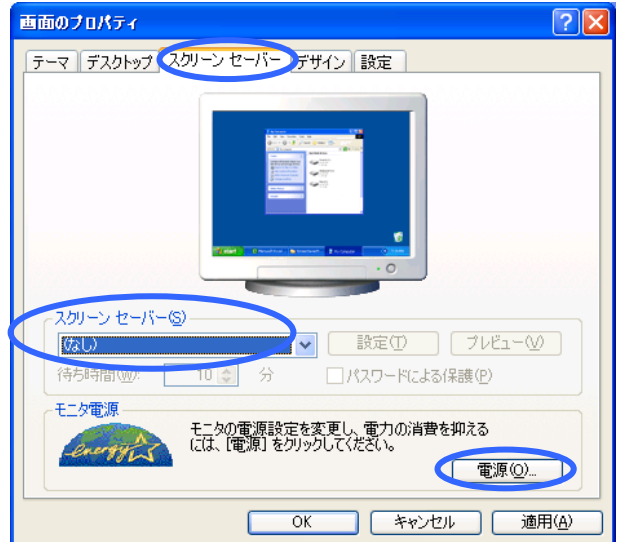 画面のプロパティ
テーマ デスクトップ スクリーン セーバー デザイン 設定
My Computer
start
スクリーン セーバー(S)
(なし) 設定(T) プレビュー(V)
待ち時間(W): 10 分 パスワードによる保護(P)
モニタ電源
energy
モニタの電源設定を変更し、電力の消費を抑える
には、[電源] をクリックしてください。
電源(O)...
OK キャンセル 適用(A)